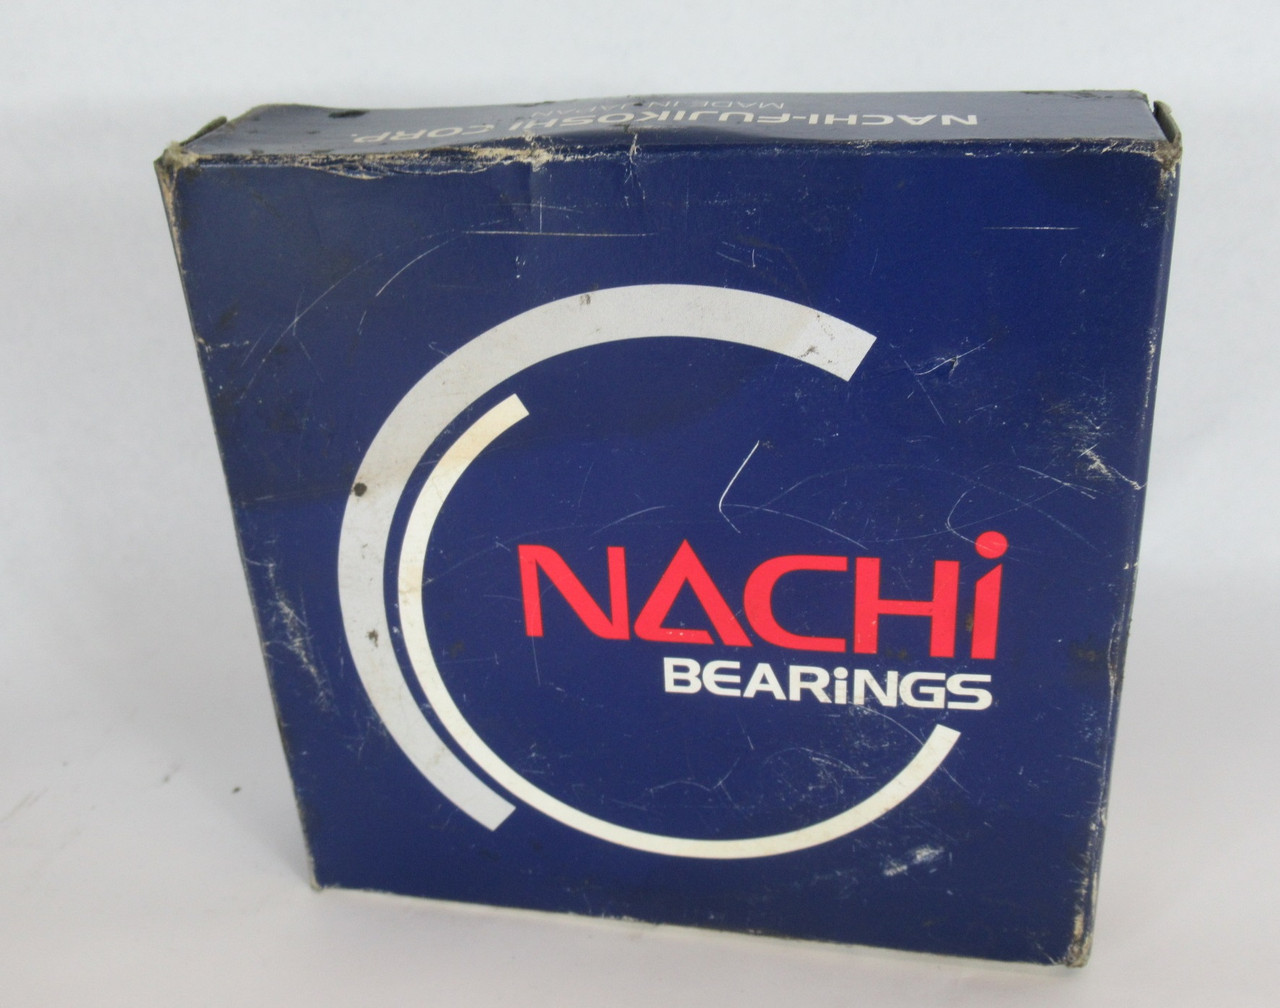 NACHI-FUJIKOSHI CORP.
MADE IN JAPAN
NACHi
BEARiNGS